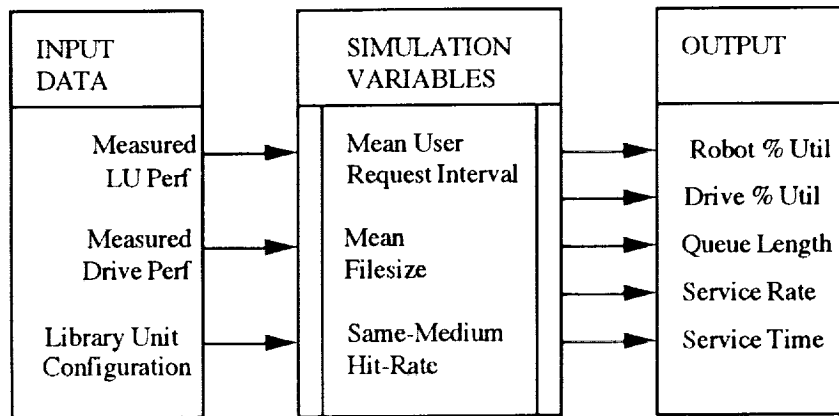 INPUT
DATA
Measured
LU Perf
Measured
Drive Perf
Library Unit
Configuration
SIMULATION
VARIABLES
Mean User
Request Interval
Mean
Filesize
Same-Medium
Hit-Rate
OUTPUT
Robot % Util
Drive % Util
Queue Length
Service Rate
Service Time